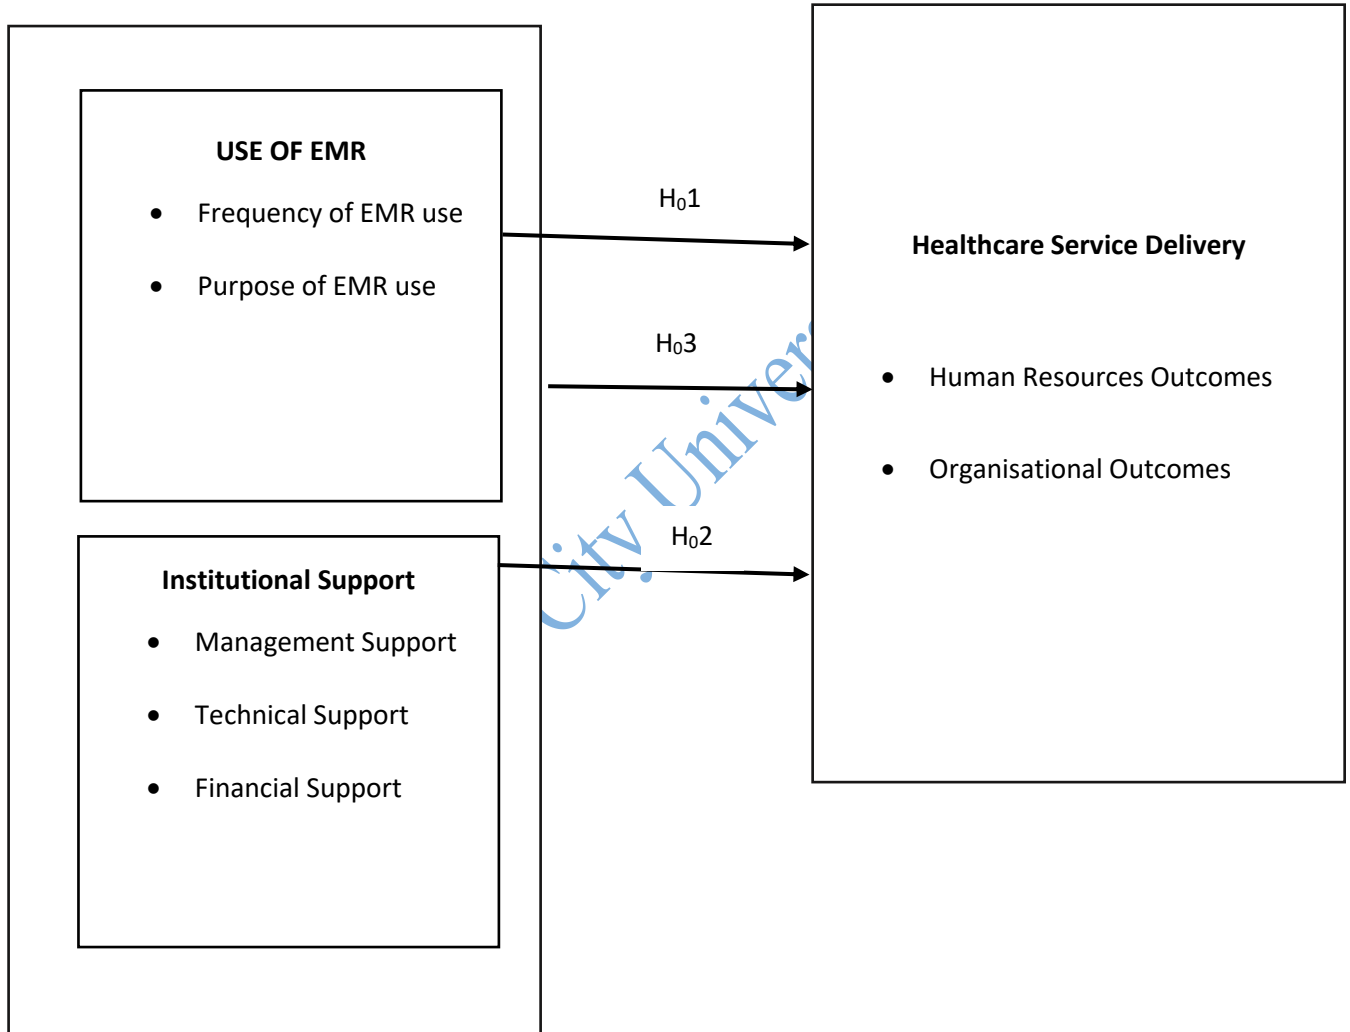 USE OF EMR
• Frequency of EMR use
• Purpose of EMR use
Institutional Support
• Management Support
• Technical Support
• Financial Support
H₀1
H₀3
H₀2
Healthcare Service Delivery
• Human Resources Outcomes
• Organisational Outcomes
City